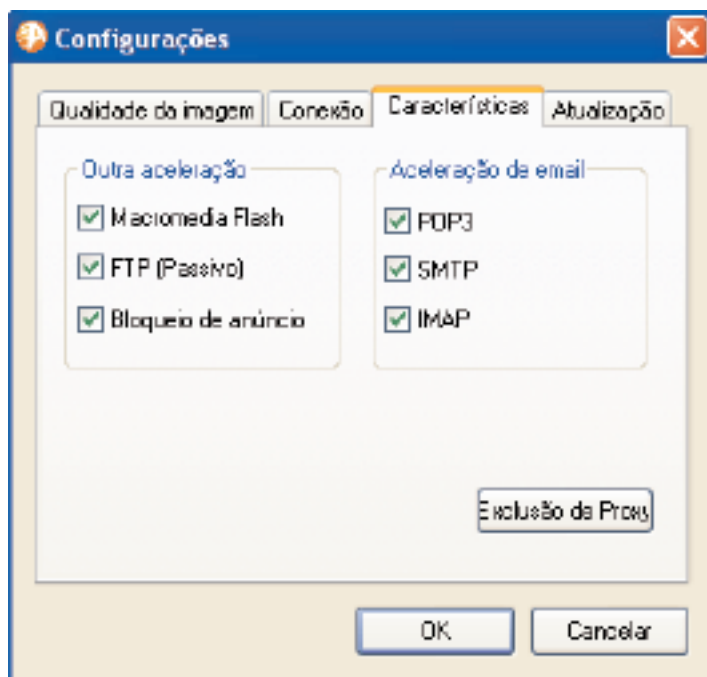 Configurações
Qualidade da imagem
Conexão
Características
Atualização
Outra aceleração
Macromedia Flash
FTP (Passivo)
Bloqueio de anúncio
Aceleração de email
POP3
SMTP
IMAP
Exclusão de Proxy
OK
Cancelar